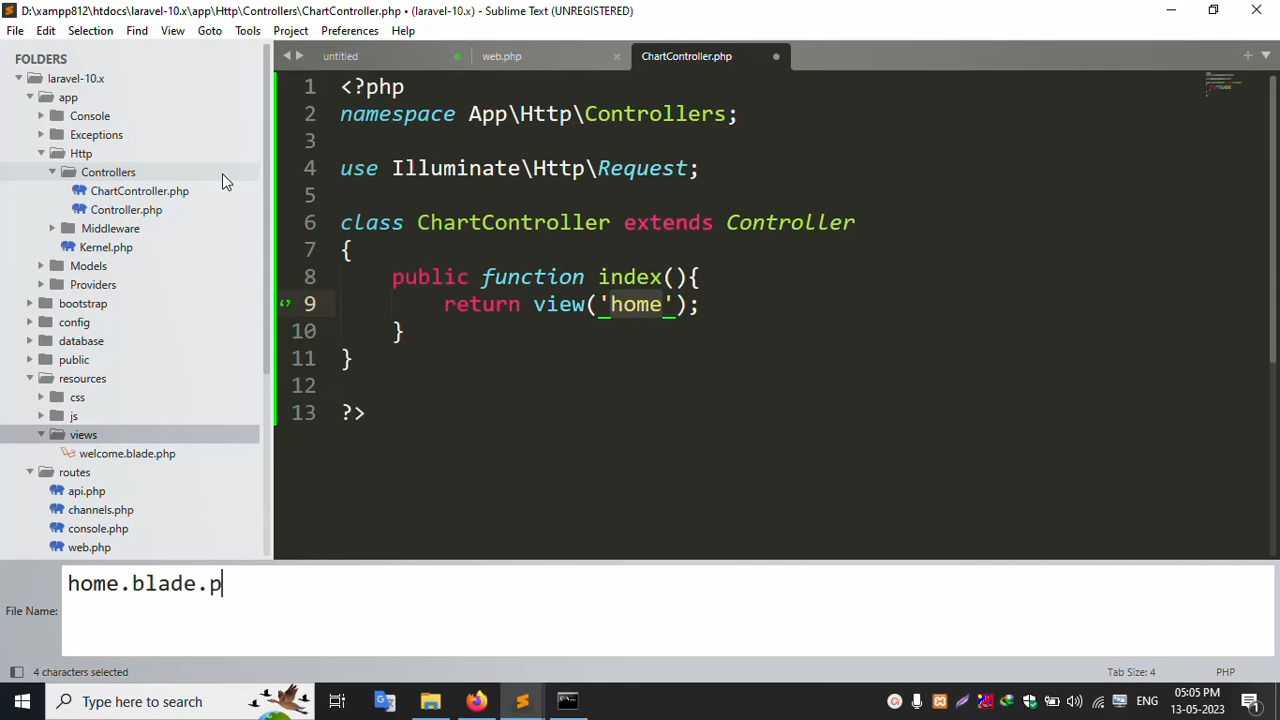 D:\xampp812\htdocs\laravel-10.x\app\Http\Controllers\ChartController.php • (laravel-10.x) - Sublime Text (UNREGISTERED)
File Edit Selection Find View Goto Tools Project Preferences Help
FOLDERS
laravel-10.x
app
Console
Exceptions
Http
Controllers
ChartController.php
Controller.php
Middleware
Kernel.php
Models
Providers
bootstrap
config
database
public
resources
css
js
views
welcome.blade.php
routes
api.php
channels.php
console.php
web.php
untitled web.php ChartController.php
1 <?php
2 namespace App\Http\Controllers;
3
4 use Illuminate\Http\Request;
5
6 class ChartController extends Controller
7 {
8 public function index(){
9 return view('home');
10 }
11 }
12
13 ?>
File Name: home.blade.p
4 characters selected Tab Size: 4 PHP
Type here to search ENG 05:05 PM
13-05-2023
1